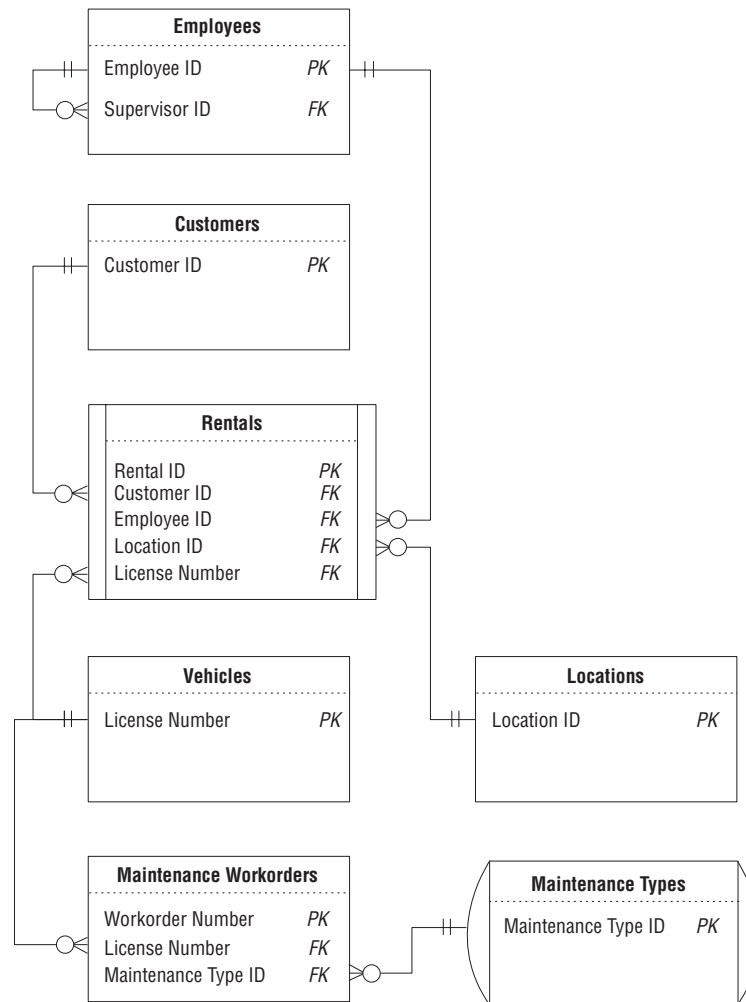 Employees
Employee ID PK
Supervisor ID FK
Customers
Customer ID PK
Rentals
Rental ID PK
Customer ID FK
Employee ID FK
Location ID FK
License Number FK
Vehicles
License Number PK
Locations
Location ID PK
Maintenance Workorders
Workorder Number PK
License Number FK
Maintenance Type ID FK
Maintenance Types
Maintenance Type ID PK